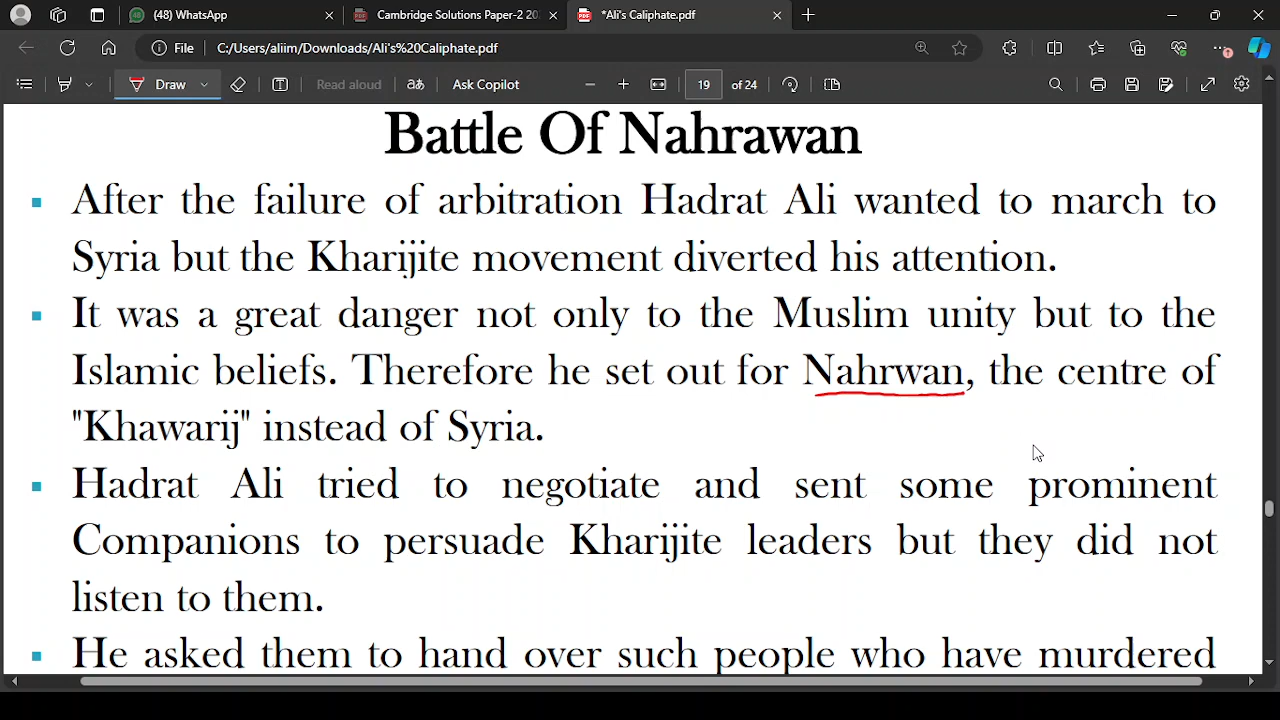 (48) WhatsApp
Cambridge Solutions Paper-2 20
*Ali's Caliphate.pdf
File
C:/Users/aliim/Downloads/Ali's%20Caliphate.pdf
Draw
Read aloud
Ask Copilot
19 of 24
Battle Of Nahrawan
After the failure of arbitration Hadrat Ali wanted to march to
Syria but the Kharijite movement diverted his attention.
It was a great danger not only to the Muslim unity but to the
Islamic beliefs. Therefore he set out for Nahrwan, the centre of
"Khawarij" instead of Syria.
Hadrat Ali tried to negotiate and sent some prominent
Companions to persuade Kharijite leaders but they did not
listen to them.
He asked them to hand over such people who have murdered